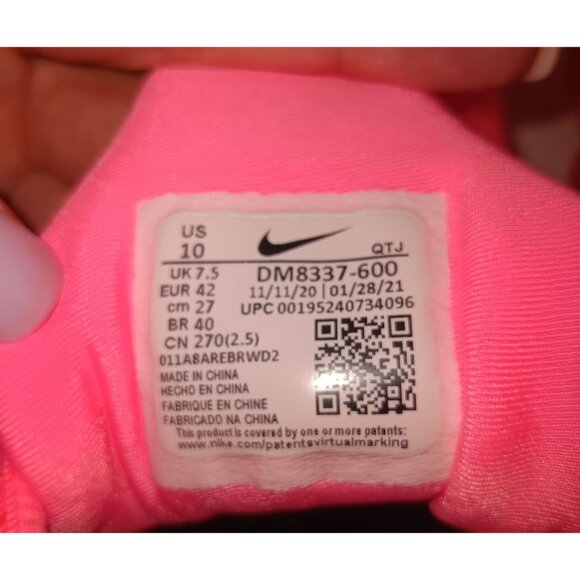 US
10
QTJ
UK 7.5
EUR 42
cm 27
BR 40
CN 270(2.5)
DM8337-600
11/11/20 | 01/28/21
UPC 00195240734096
011A8AREBRWD2
MADE IN CHINA
HECHO EN CHINA
FABRIQUE EN CHINE
FABRICADO NA CHINA
This product is covered by one or more patents:
www.nike.com/patentsvirtualmarking